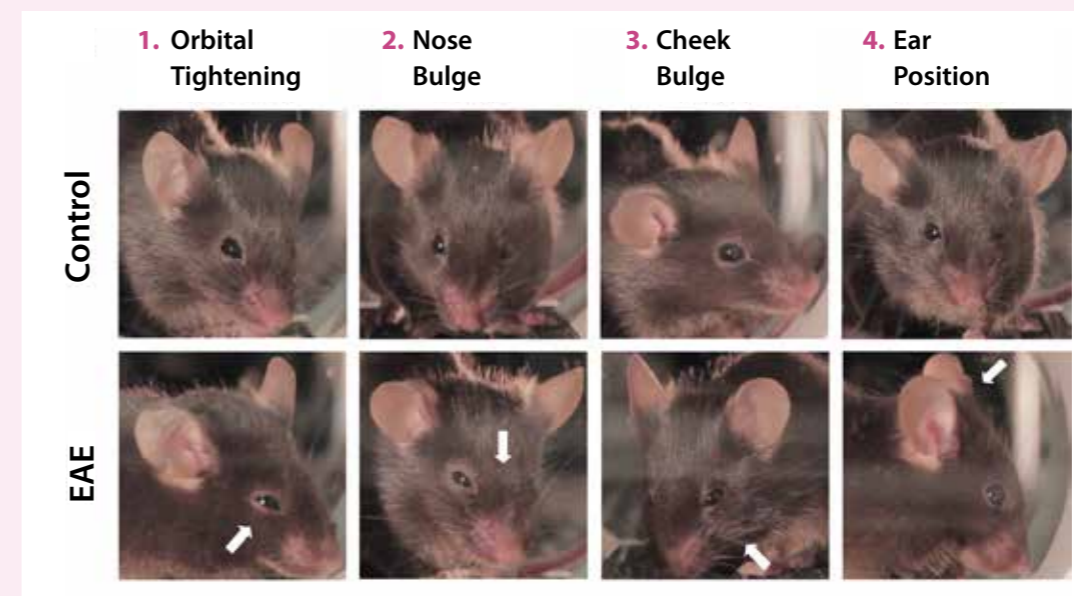 1. Orbital
Tightening
2. Nose
Bulge
3. Cheek
Bulge
4. Ear
Position
Control
EAE